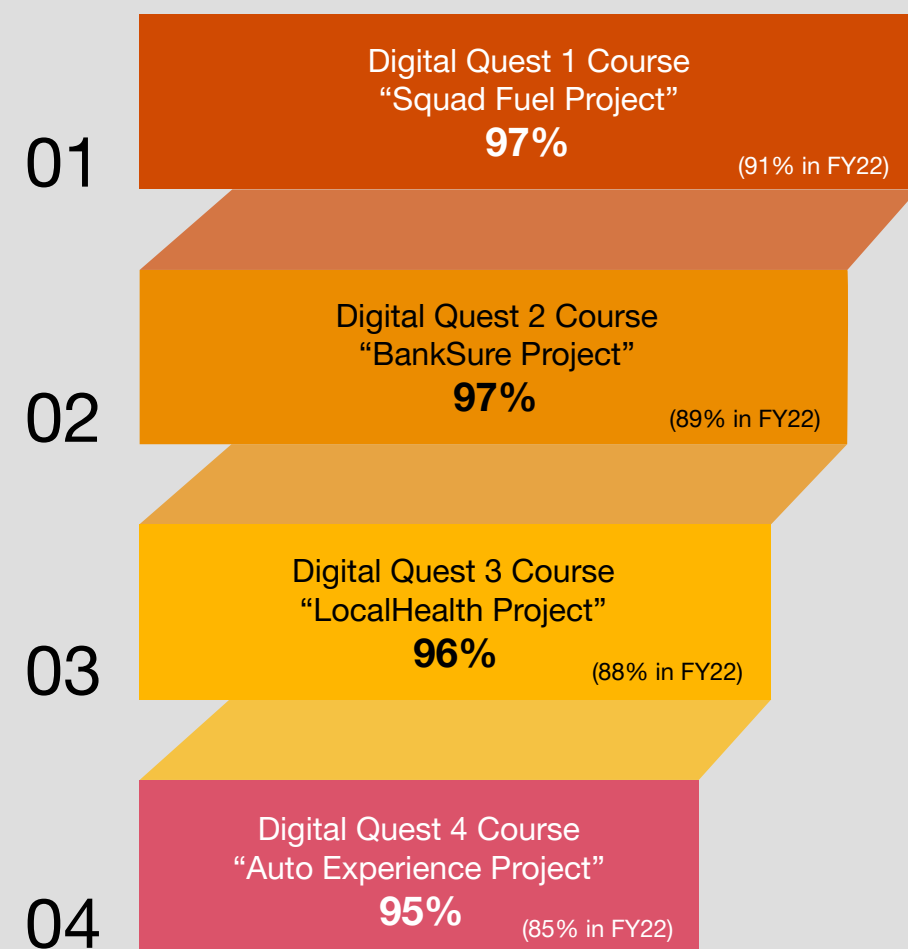 01
Digital Quest 1 Course
“Squad Fuel Project”
97%
(91% in FY22)
02
Digital Quest 2 Course
“BankSure Project”
97%
(89% in FY22)
03
Digital Quest 3 Course
“LocalHealth Project”
96%
(88% in FY22)
04
Digital Quest 4 Course
“Auto Experience Project”
95%
(85% in FY22)